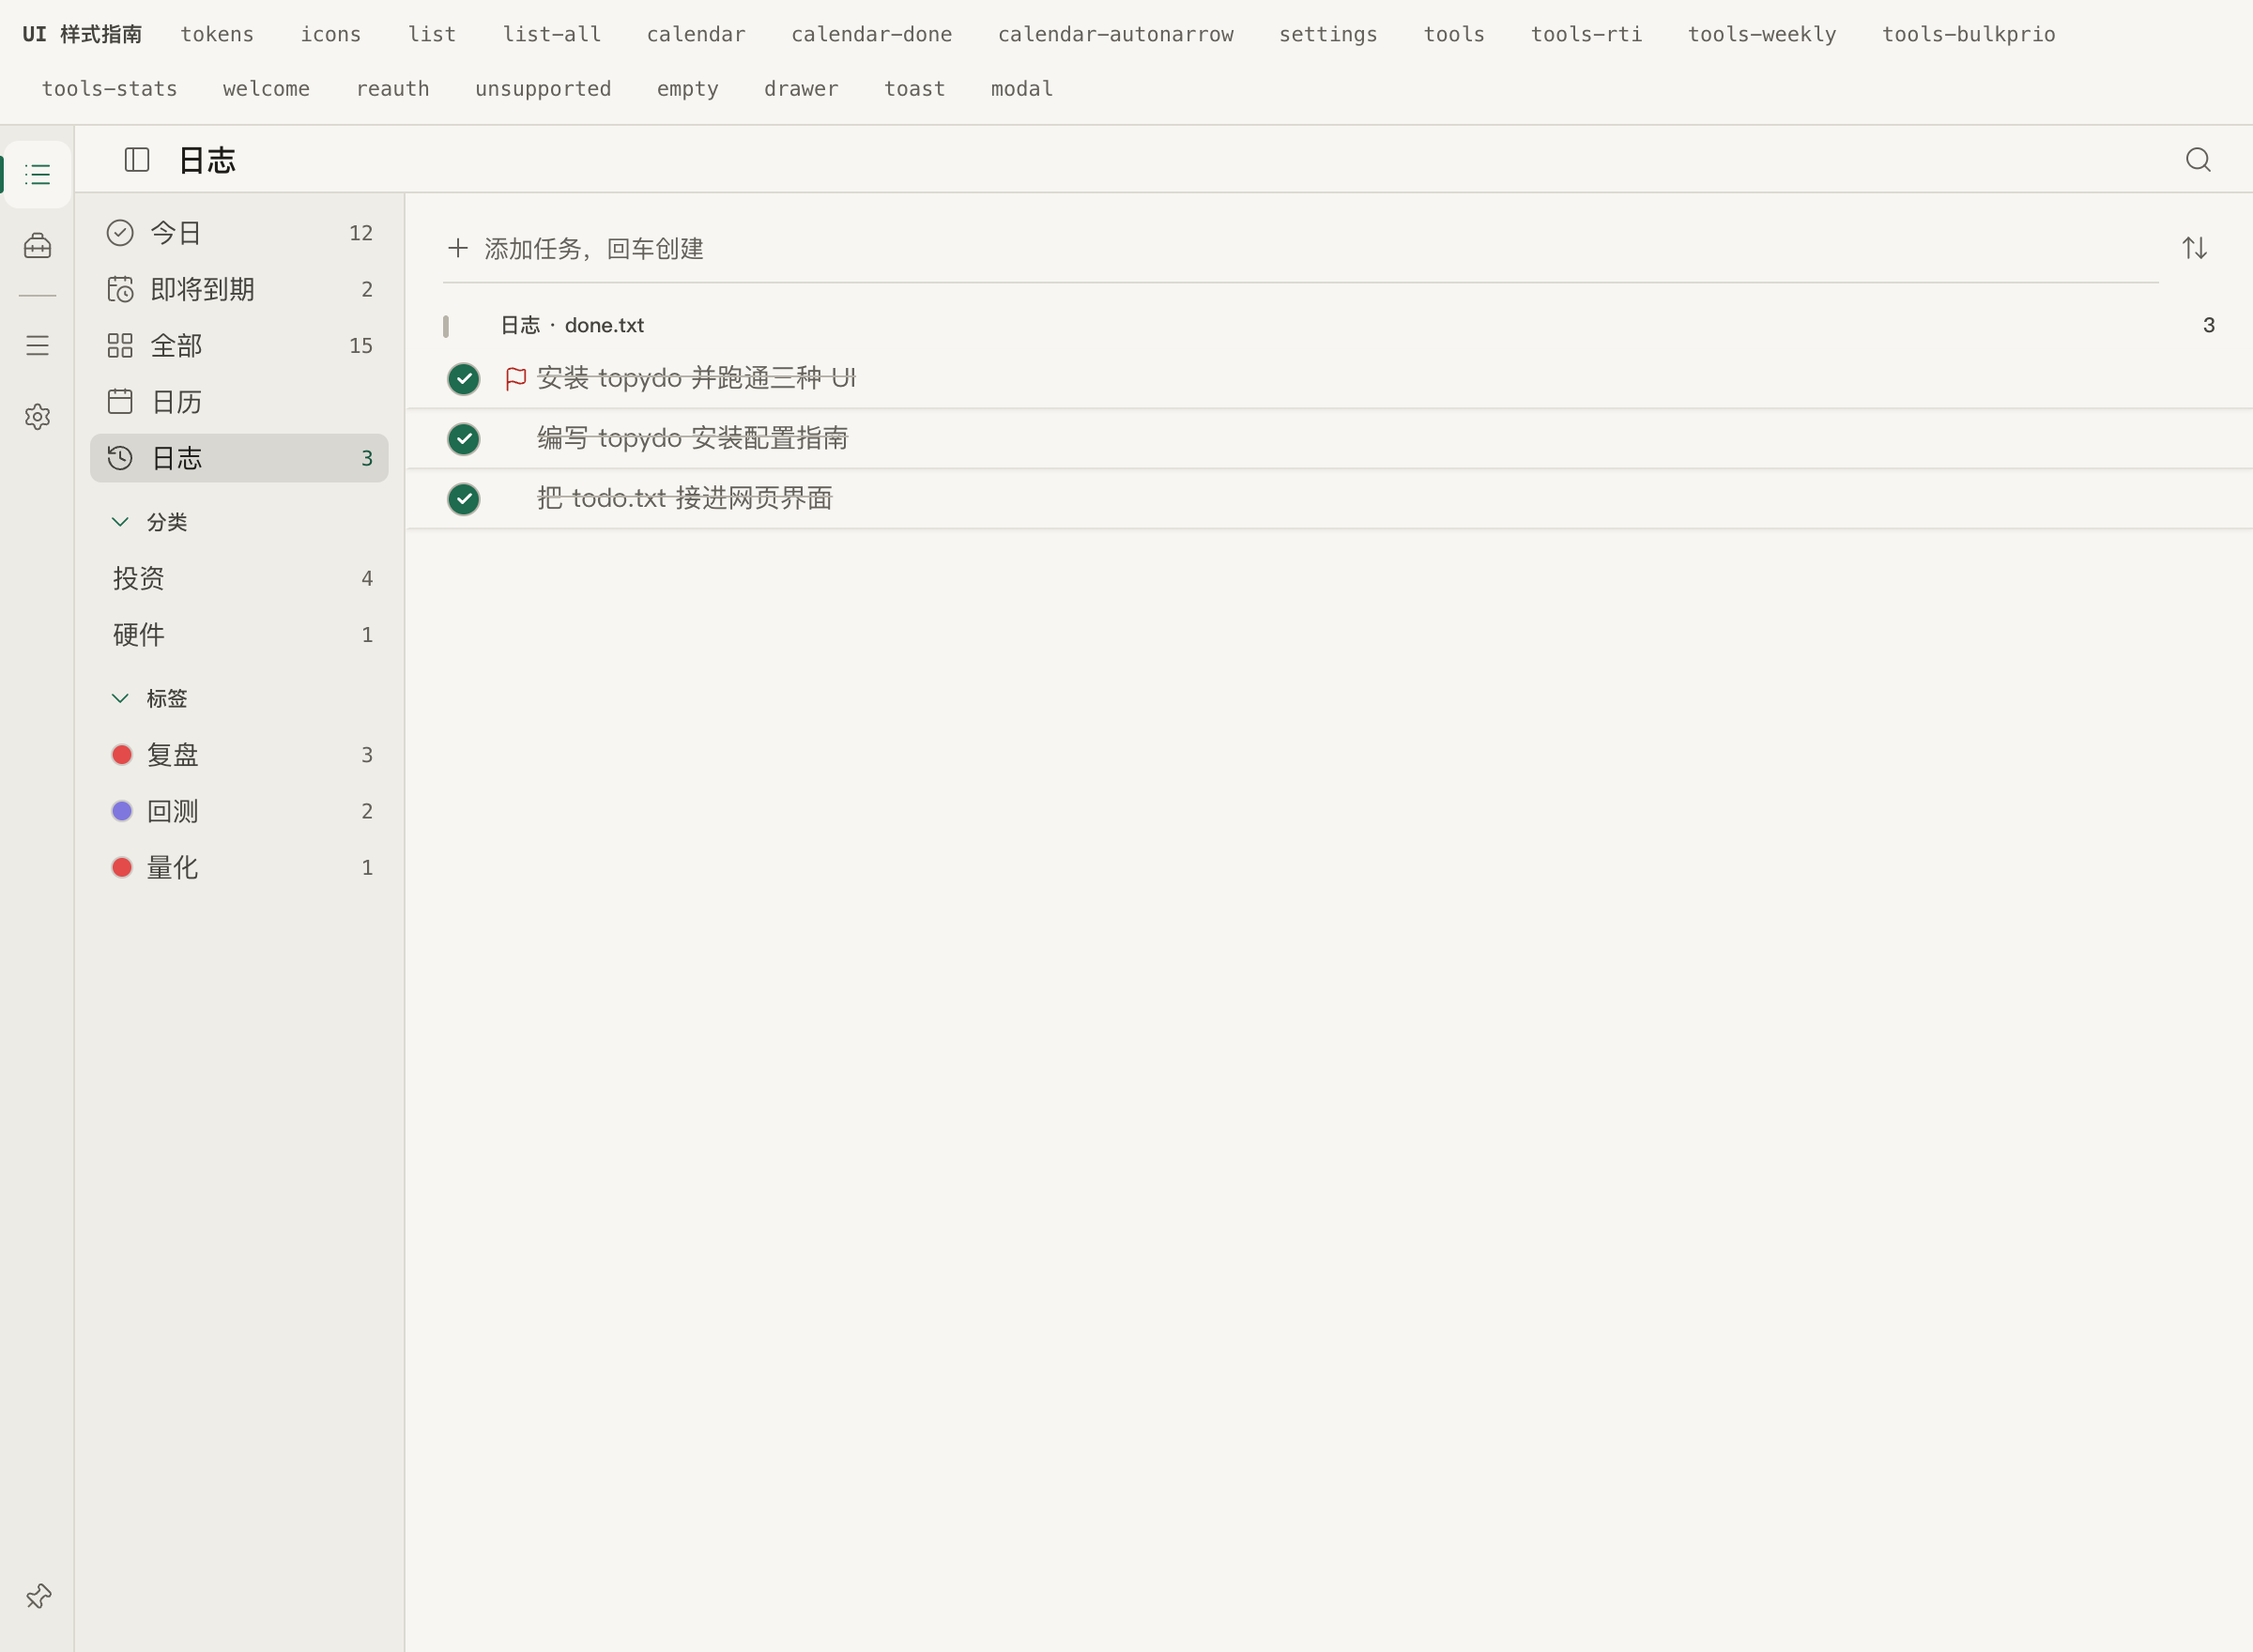 UI 样式指南 tokens icons list list-all calendar calendar-done calendar-autonarrow settings tools tools-rti tools-weekly tools-bulkprio
tools-stats welcome reauth unsupported empty drawer toast modal
日志
今日 12
即将到期 2
全部 15
日历
日志 3
分类
投资 4
硬件 1
标签
复盘 3
回测 2
量化 1
添加任务，回车创建
日志 · done.txt 3
安装 topydo 并跑通三种 UI
编写 topydo 安装配置指南
把 todo.txt 接进网页界面